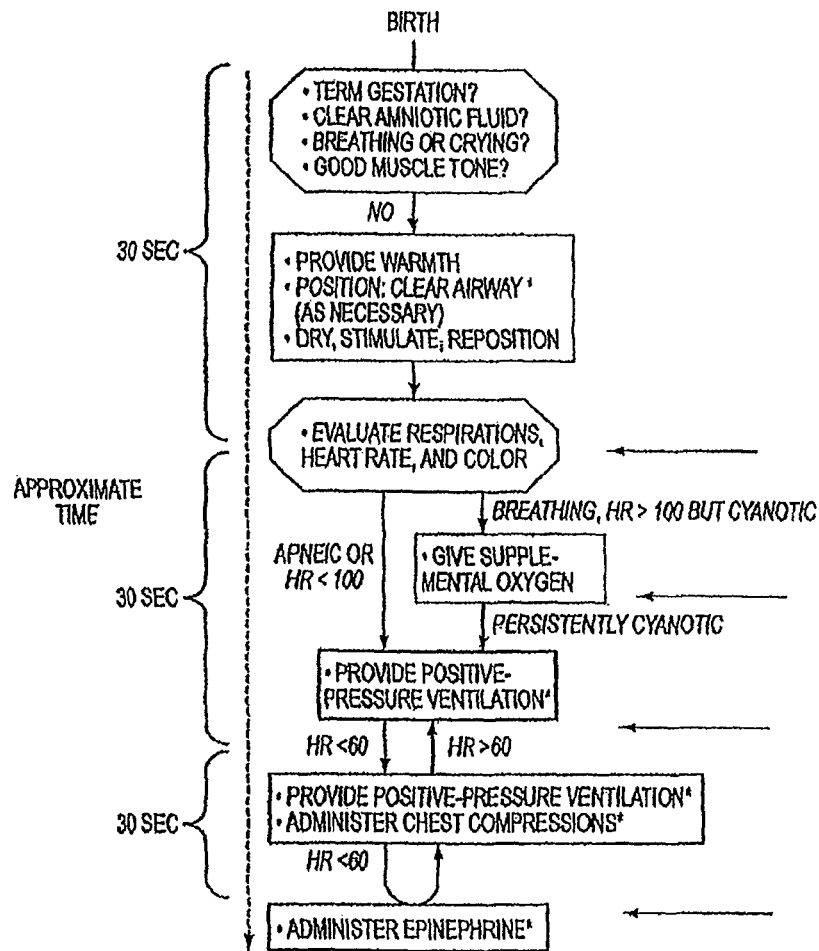 BIRTH
• TERM GESTATION?
• CLEAR AMNIOTIC FLUID?
• BREATHING OR CRYING?
• GOOD MUSCLE TONE?
NO
30 SEC
• PROVIDE WARMTH
• POSITION: CLEAR AIRWAY *
(AS NECESSARY)
• DRY, STIMULATE, REPOSITION
• EVALUATE RESPIRATIONS,
HEART RATE, AND COLOR
APPROXIMATE
TIME
BREATHING, HR > 100 BUT CYANOTIC
APNEIC OR
HR < 100
• GIVE SUPPLE-
MENTAL OXYGEN
30 SEC
PERSISTENTLY CYANOTIC
• PROVIDE POSITIVE-
PRESSURE VENTILATION*
HR <60
HR >60
• PROVIDE POSITIVE-PRESSURE VENTILATION*
• ADMINISTER CHEST COMPRESSIONS*
30 SEC
HR <60
• ADMINISTER EPINEPHRINE*